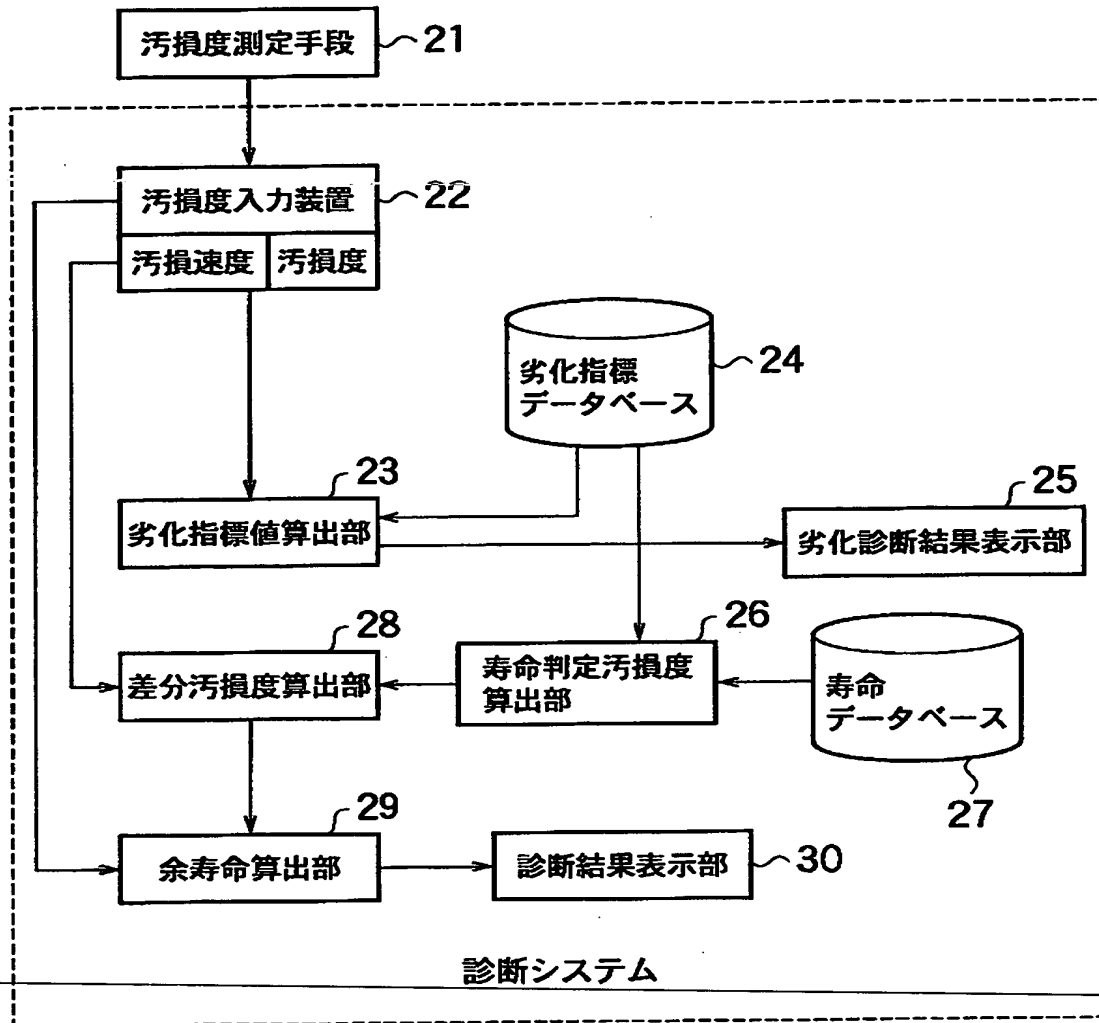 汚損度測定手段
21
汚損度入力装置
22
汚損速度
汚損度
劣化指標
データベース
24
23
劣化指標値算出部
25
劣化診断結果表示部
28
差分汚損度算出部
26
寿命判定汚損度
算出部
寿命
データベース
27
29
余寿命算出部
診断結果表示部
30
診断システム